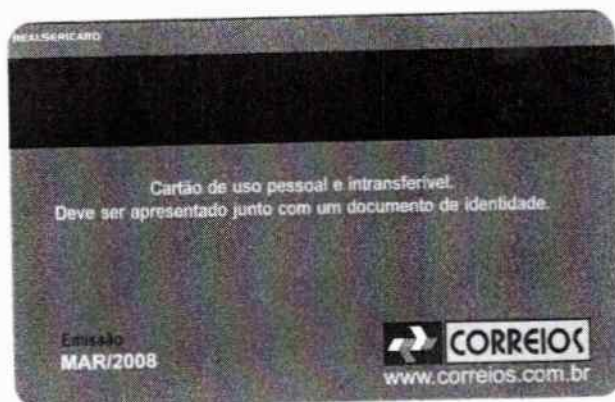 REALSERICARD
Cartão de uso pessoal e intransferível.
Deve ser apresentado junto com um documento de identidade.
Emissão
MAR/2008
CORREIOS
www.correios.com.br